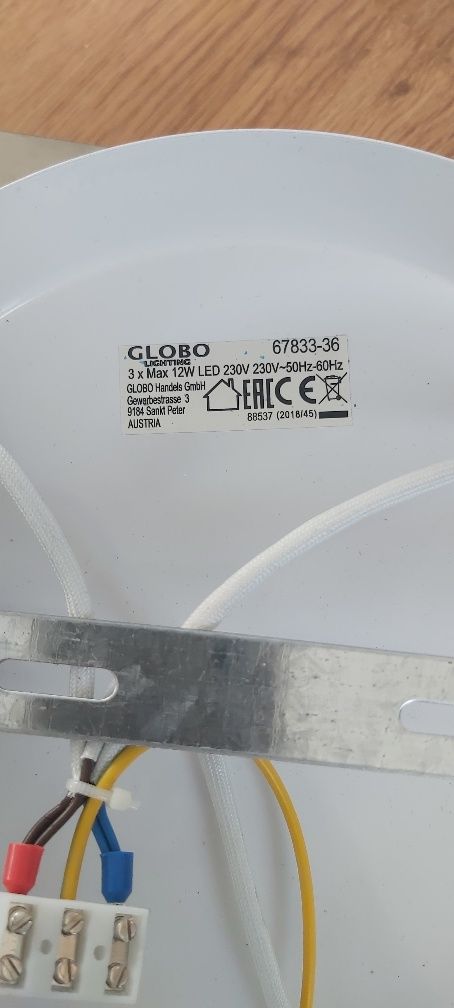 GLOBO 67833-36
LIGHTING
3 x Max 12W LED 230V 230V~50Hz-60Hz
GLOBO Handels GmbH
Gewerbestrasse 3
9184 Sankt Peter
AUSTRIA
EAC CE
88537 (2018/45)